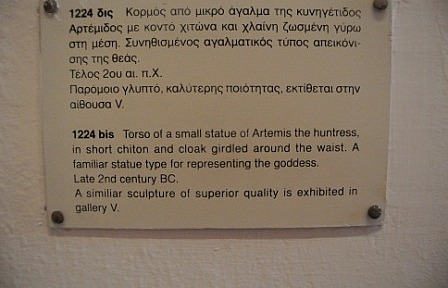 1224 δις Κορμός από μικρό άγαλμα της κυνηγέτιδος
Αρτέμιδος με κοντό χιτώνα και χλαίνη ζωσμένη γύρω
στη μέση. Συνηθισμένος αγαλματικός τύπος απεικόνι-
σης της θεάς.
Τέλος 2ου αι. π.Χ.
Παρόμοιο γλυπτό, καλύτερης ποιότητας, εκτίθεται στην
αίθουσα V.
1224 bis Torso of a small statue of Artemis the huntress,
in short chiton and cloak girdled around the waist. A
familiar statue type for representing the goddess.
Late 2nd century BC.
A similiar sculpture of superior quality is exhibited in
gallery V.